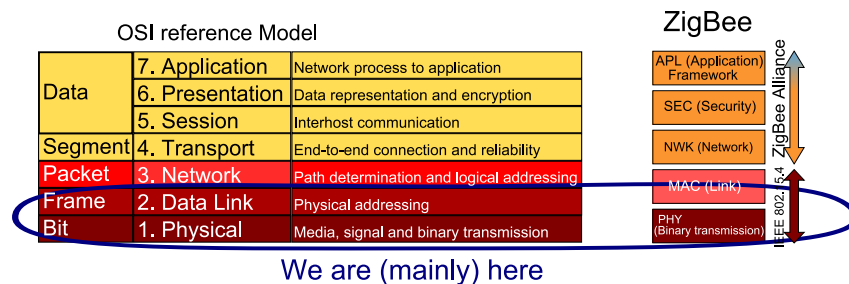 OSI reference Model
ZigBee
Data
7. Application
Network process to application
6. Presentation
Data representation and encryption
5. Session
Interhost communication
Segment
4. Transport
End-to-end connection and reliability
Packet
3. Network
Path determination and logical addressing
Frame
2. Data Link
Physical addressing
Bit
1. Physical
Media, signal and binary transmission
APL (Application)
Framework
SEC (Security)
NWK (Network)
MAC (Link)
PHY
(Binary transmission)
ZigBee Alliance
IEEE 802. 5.4
We are (mainly) here